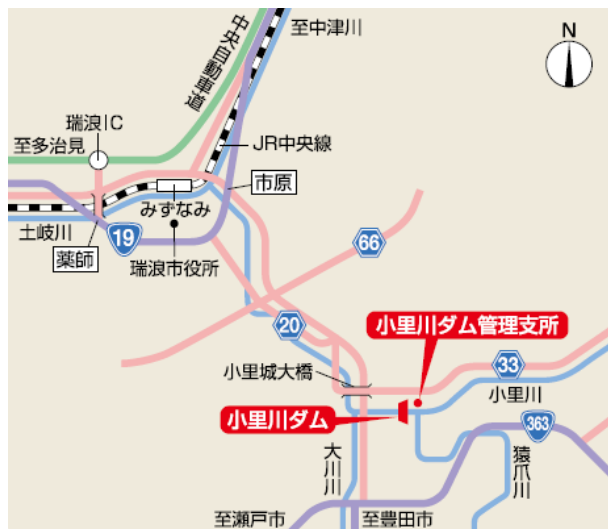 至中津川
N
中央自動車道
瑞浪IC
至多治見
JR中央線
市原
みずなみ
土岐川
薬師
19
瑞浪市役所
66
20
小里川ダム管理支所
33
小里城大橋
小里川
小里川ダム
363
大川川
猿爪川
至瀬戸市
至豊田市